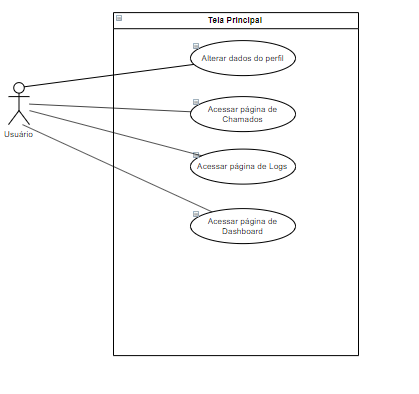 Tela Principal
Alterar dados do perfil
Acessar página de
Chamados
Usuário
Acessar página de Logs
Acessar página de
Dashboard